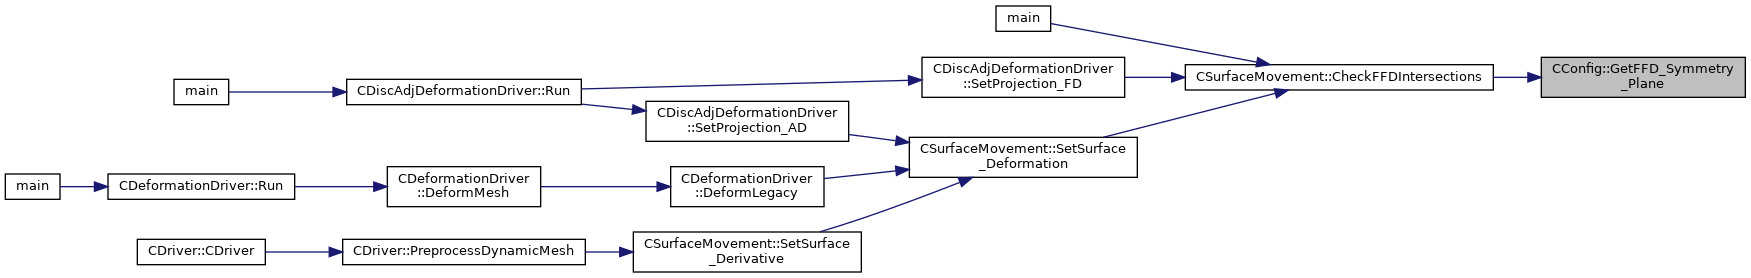 main
CDiscAdjDeformationDriver
::SetProjection_FD
CSurfaceMovement::CheckFFDIntersections
CConfig::GetFFD_Symmetry
_Plane
main
CDiscAdjDeformationDriver::Run
CDiscAdjDeformationDriver
::SetProjection_AD
CSurfaceMovement::SetSurface
_Deformation
main
CDeformationDriver::Run
CDeformationDriver
::DeformMesh
CDeformationDriver
::DeformLegacy
CDriver::CDriver
CDriver::PreprocessDynamicMesh
CSurfaceMovement::SetSurface
_Derivative